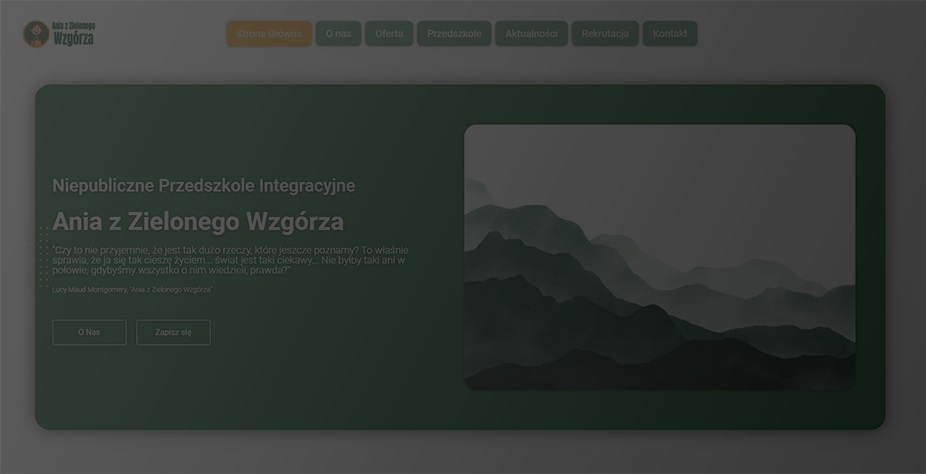 Ania z Zielonego
Wzgórza
Strona Główna
O nas
Oferta
Przedszkole
Aktualności
Rekrutacja
Kontakt
Niepubliczne Przedszkole Integracyjne
Ania z Zielonego Wzgórza
"Czy to nie przyjemnie, że jest tak dużo rzeczy, które jeszcze poznamy? To właśnie
sprawia, że ja się tak cieszę życiem... świat jest taki ciekawy... Nie byłby taki ani w
połowie, gdybyśmy wszystko o nim wiedzieli, prawda?"
Lucy Maud Montgomery, "Ania z Zielonego Wzgórza"
O Nas
Zapisz się